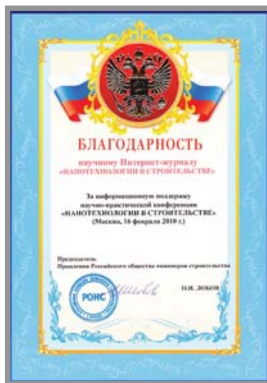 БЛАГОДАРНОСТЬ
научному Интернет-журналу
«НАНОТЕХНОЛОГИИ В СТРОИТЕЛЬСТВЕ»
За информационную поддержку
научно-практической конференции
«НАНОТЕХНОЛОГИИ В СТРОИТЕЛЬСТВЕ»
(Москва, 16 февраля 2010 г.)
Председатель
Правления Российского общества инженеров строительства
О.И. ЛОБОВ
РОИС